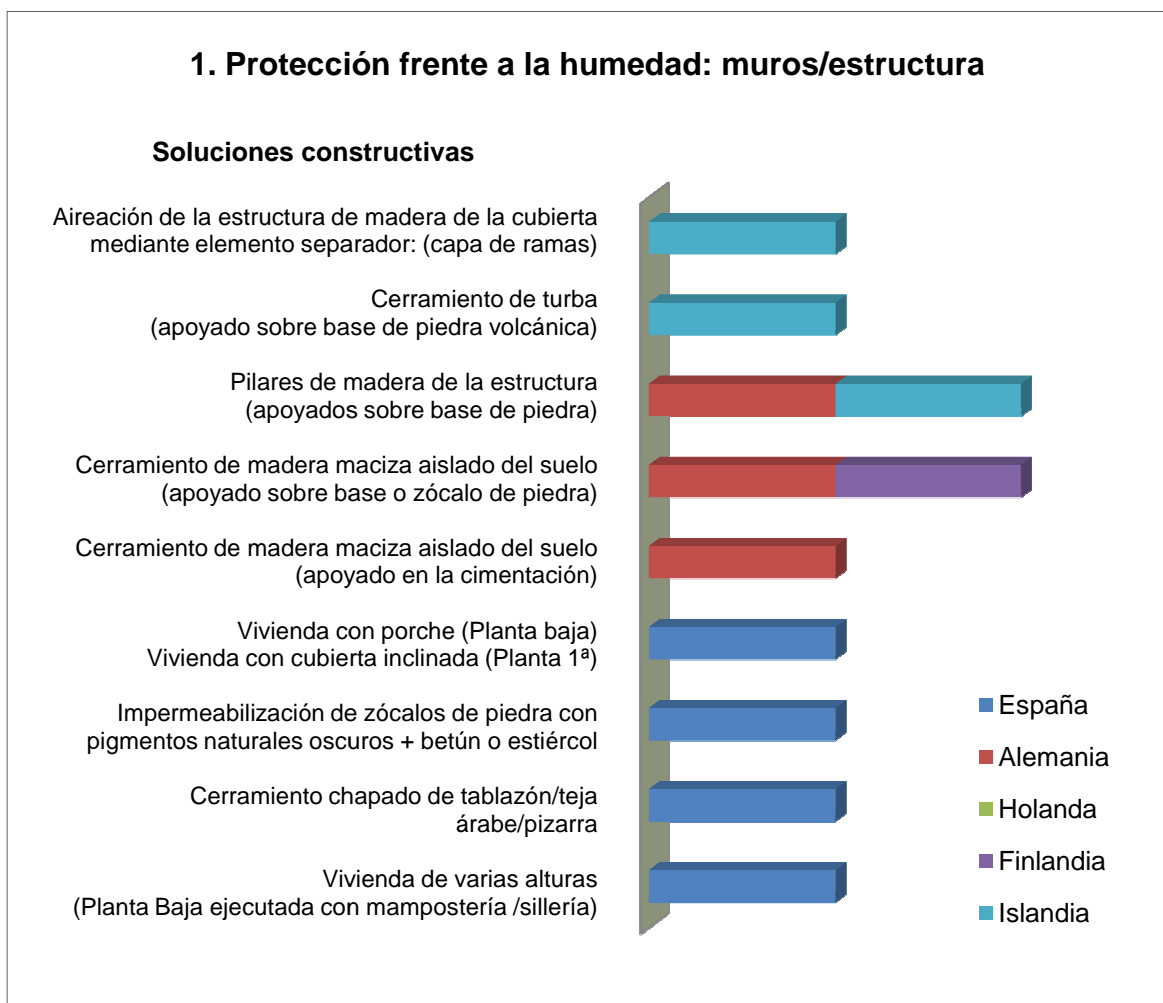 1. Protección frente a la humedad: muros/estructura
Soluciones constructivas
Aireación de la estructura de madera de la cubierta
mediante elemento separador: (capa de ramas)
Cerramiento de turba
(apoyado sobre base de piedra volcánica)
Pilares de madera de la estructura
(apoyados sobre base de piedra)
Cerramiento de madera maciza aislado del suelo
(apoyado sobre base o zócalo de piedra)
Cerramiento de madera maciza aislado del suelo
(apoyado en la cimentación)
Vivienda con porche (Planta baja)
Vivienda con cubierta inclinada (Planta 1ª)
Impermeabilización de zócalos de piedra con
pigmentos naturales oscuros + betún o estiércol
Cerramiento chapado de tablazón/teja
árabe/pizarra
Vivienda de varias alturas
(Planta Baja ejecutada con mampostería /sillería)
España
Alemania
Holanda
Finlandia
Islandia